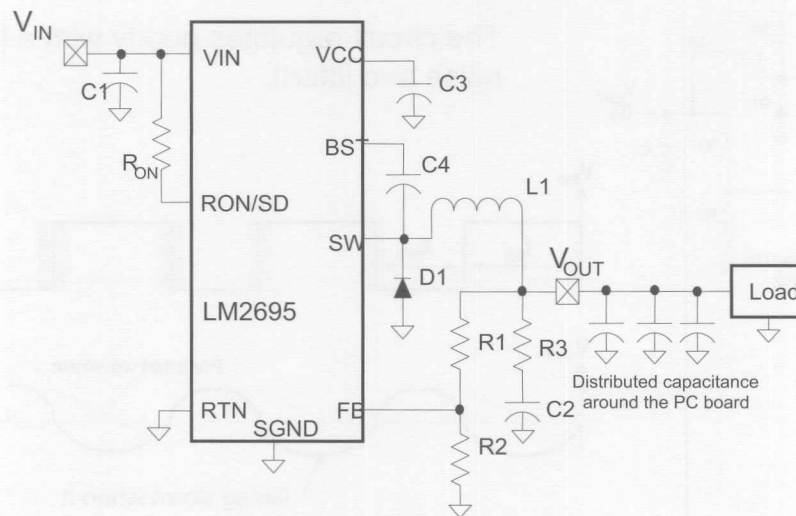 V_IN
VIN
VCC
C1
C3
R_ON
BST
C4
L1
RON/SD
SW
D1
V_OUT
LM2695
Load
R1
R3
Distributed capacitance
around the PC board
RTN
FB
C2
SGND
R2